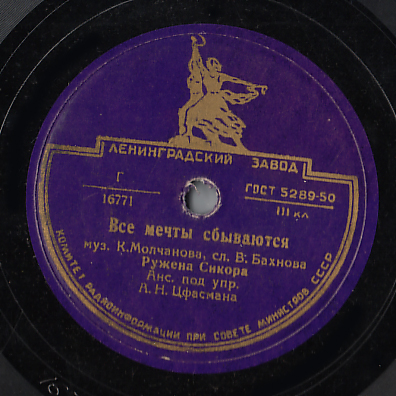 ЛЕНИНГРАДСКИЙ ЗАВОД
Г
16771
ГОСТ 5289-50
III кл
Все мечты сбываются
муз. К.Молчанова, сл. В. Бахнова
Ружена Сикора
Анс. под упр.
А. Н. Цфасмана
КОМИТЕТ РАДИОИНФОРМАЦИИ ПРИ СОВЕТЕ МИНИСТРОВ СССР